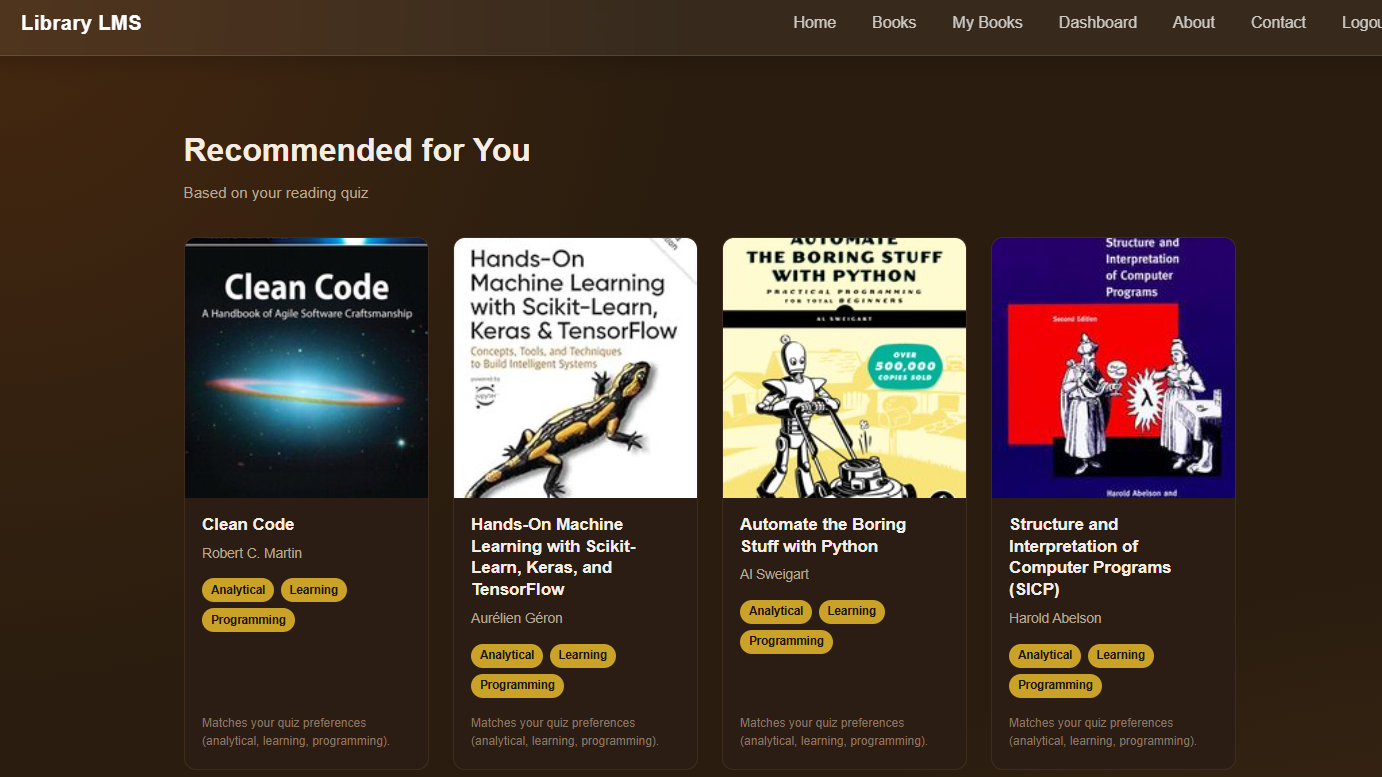 Library LMS
Home Books My Books Dashboard About Contact Logou
Recommended for You
Based on your reading quiz
Clean Code
A Handbook of Agile Software Craftsmanship
Clean Code
Robert C. Martin
Analytical Learning
Programming
Matches your quiz preferences
(analytical, learning, programming).
Hands-On
Machine Learning
with Scikit-Learn,
Keras & TensorFlow
Concepts, Tools, and Techniques
to Build Intelligent Systems
powered by
jupyter
Hands-On Machine
Learning with Scikit-
Learn, Keras, and
TensorFlow
Aurélien Géron
Analytical Learning
Programming
Matches your quiz preferences
(analytical, learning, programming).
AUTOMATE
THE BORING STUFF
WITH PYTHON
PRACTICAL PROGRAMMING
FOR TOTAL BEGINNERS
AL SWEIGART
OVER
500,000
COPIES SOLD
Automate the Boring
Stuff with Python
Al Sweigart
Analytical Learning
Programming
Matches your quiz preferences
(analytical, learning, programming).
Structure and
Interpretation
of Computer
Programs
Second Edition
λ
Harold Abelson and
Structure and
Interpretation of
Computer Programs
(SICP)
Harold Abelson
Analytical Learning
Programming
Matches your quiz preferences
(analytical, learning, programming).